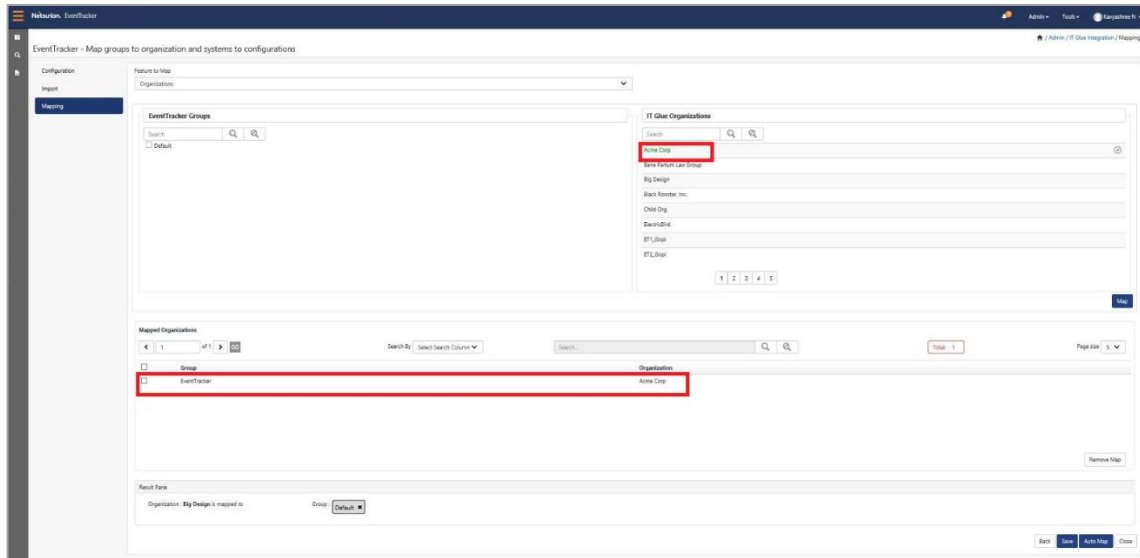 Netsurion. EventTracker
Admin Tools Kavyashree N
/ Admin / IT Glue Integration / Mapping
EventTracker - Map groups to organization and systems to configurations
Configuration
Import
Mapping
Feature to Map
Organizations
EventTracker Groups
Search
Default
IT Glue Organizations
Search
Acme Corp
Bene Factum Law Group
Big Design
Black Rooster, Inc.
Child Org
ElectrikBird
ET1_Gopi
ET2_Gopi
1 2 3 4 5
Map
Mapped Organizations
1 of 1 GO Search By Select Search Column Search... Total: 1 Page size 5
Group Organization
EventTracker Acme Corp
Remove Map
Result Pane
Organization : Big Design is mapped to Group : Default
Back Save Auto Map Close